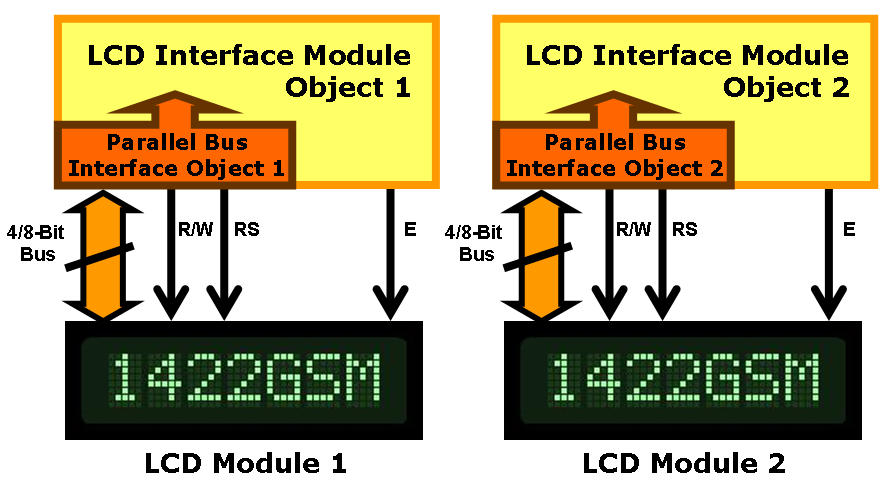 LCD Interface Module
Object 1
Parallel Bus
Interface Object 1
4/8-Bit
Bus
R/W
RS
E
1422GSM
LCD Module 1
LCD Interface Module
Object 2
Parallel Bus
Interface Object 2
4/8-Bit
Bus
R/W
RS
E
1422GSM
LCD Module 2